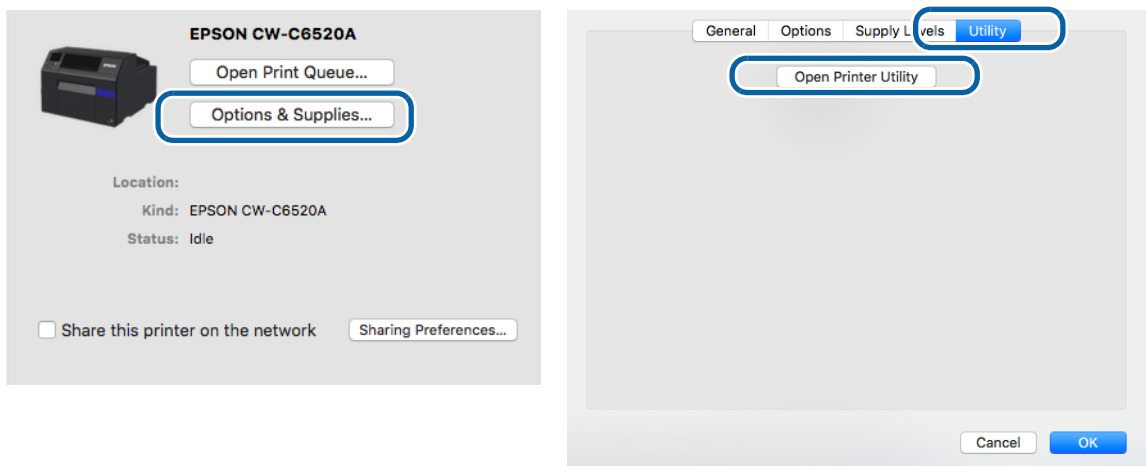 EPSON CW-C6520A
Open Print Queue...
Options & Supplies...
Location:
Kind: EPSON CW-C6520A
Status: Idle
Share this printer on the network Sharing Preferences...
General Options Supply Levels Utility
Open Printer Utility
Cancel OK